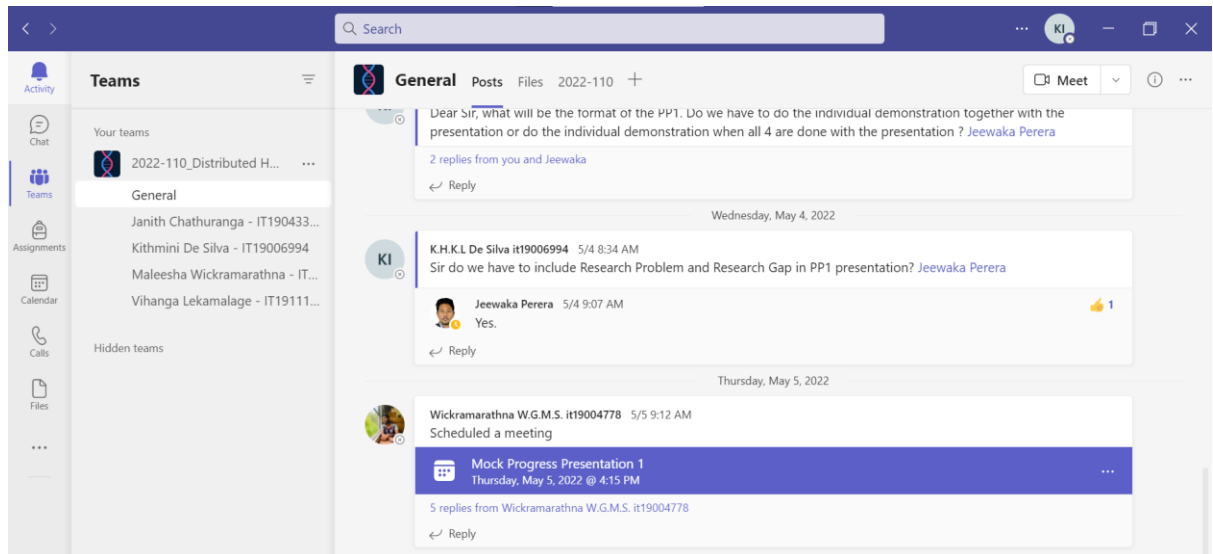 Search
KI
Activity
Chat
Teams
Assignments
Calendar
Calls
Files
Teams
Your teams
2022-110_Distributed H...
General
Janith Chathuranga - IT190433...
Kithmini De Silva - IT19006994
Maleesha Wickramarathna - IT...
Vihanga Lekamalage - IT19111...
Hidden teams
General Posts Files 2022-110
Meet
Dear Sir, what will be the format of the PP1. Do we have to do the individual demonstration together with the
presentation or do the individual demonstration when all 4 are done with the presentation ? Jeewaka Perera
2 replies from you and Jeewaka
Reply
Wednesday, May 4, 2022
KI
K.H.K.L De Silva it19006994 5/4 8:34 AM
Sir do we have to include Research Problem and Research Gap in PP1 presentation? Jeewaka Perera
Jeewaka Perera 5/4 9:07 AM
1
Yes.
Reply
Thursday, May 5, 2022
Wickramarathna W.G.M.S. it19004778 5/5 9:12 AM
Scheduled a meeting
Mock Progress Presentation 1
Thursday, May 5, 2022 @ 4:15 PM
5 replies from Wickramarathna W.G.M.S. it19004778
Reply